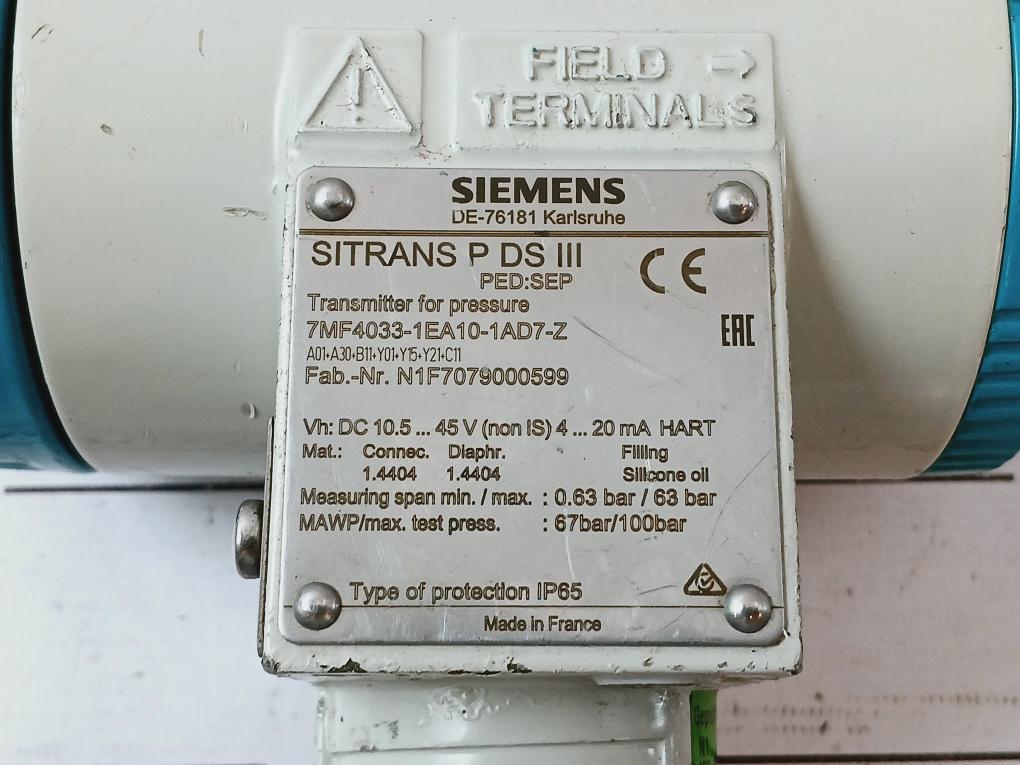 FIELD →
TERMINALS
SIEMENS
DE-76181 Karlsruhe
SITRANS P DS III
PED:SEP
CE
Transmitter for pressure
7MF4033-1EA10-1AD7-Z
EAC
A01+A30+B11+Y01+Y15+Y21+C11
Fab.-Nr. N1F7079000599
Vh: DC 10.5 ... 45 V (non IS) 4 ... 20 mA HART
Mat.: Connec. Diaphr. Filling
1.4404 1.4404 Silicone oil
Measuring span min. / max. : 0.63 bar / 63 bar
MAWP/max. test press. : 67bar/100bar
Type of protection IP65
Made in France